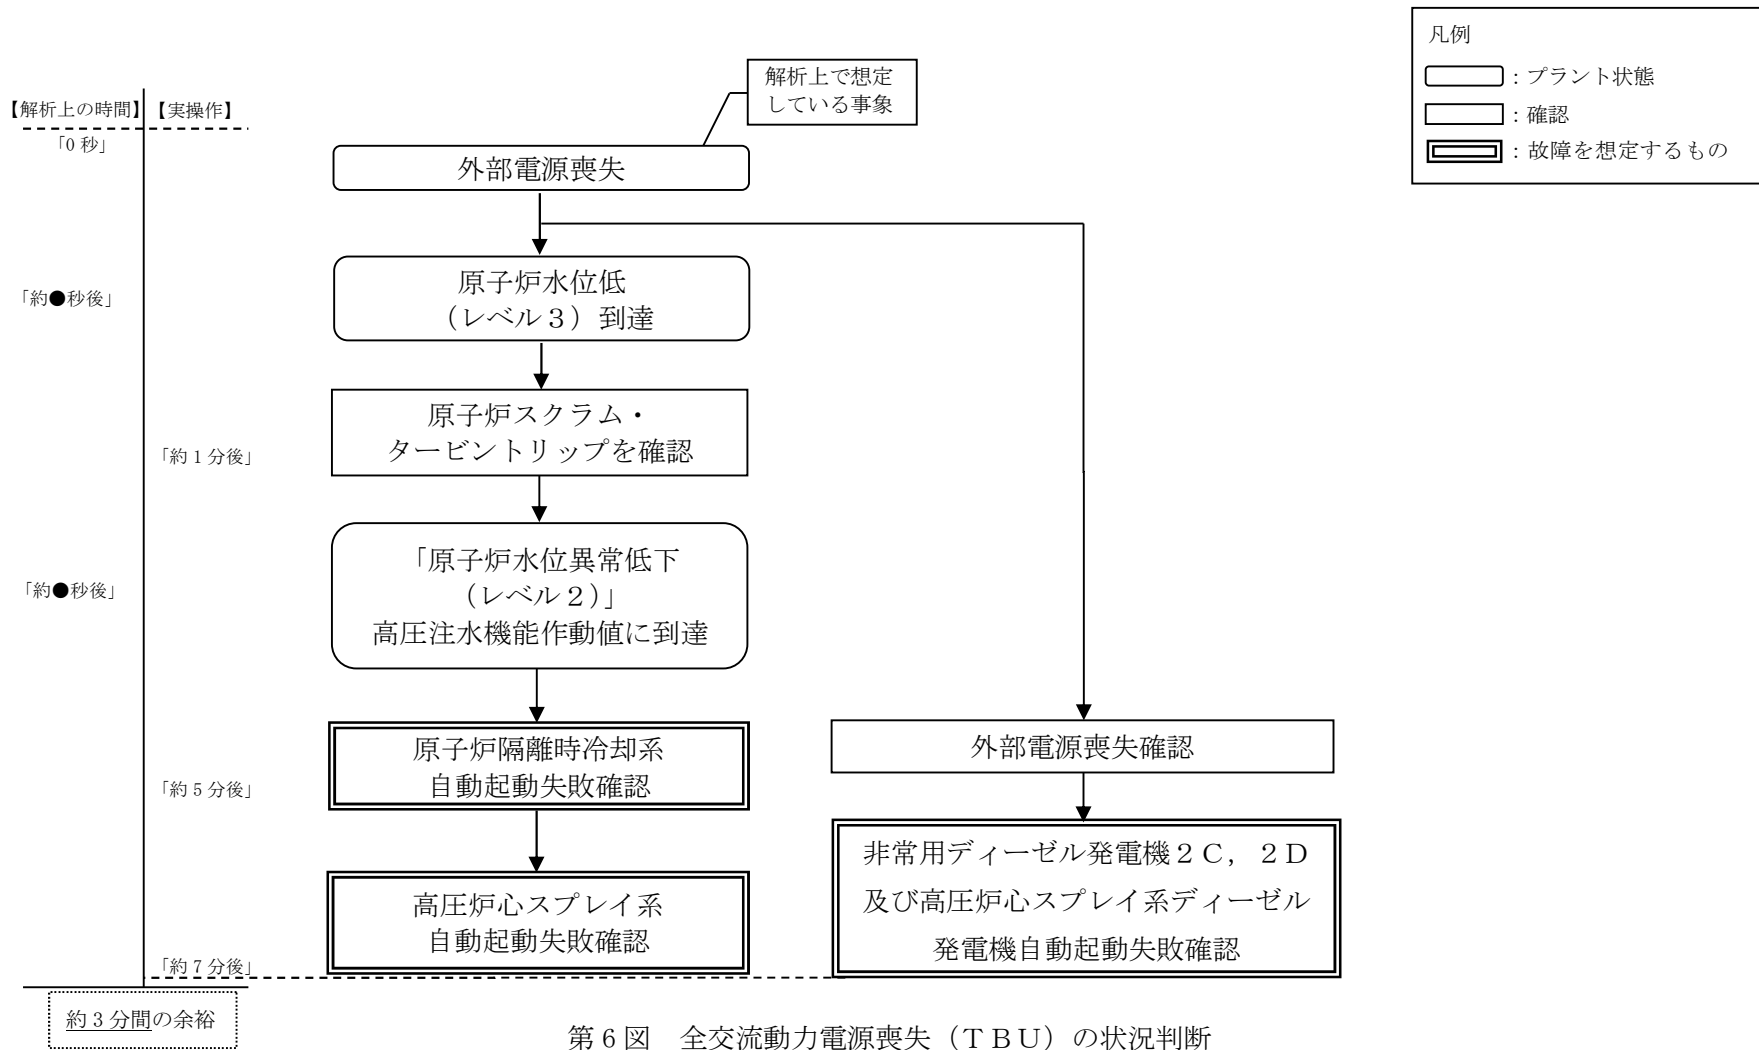 凡例
：プラント状態
：確認
：故障を想定するもの
解析上で想定
している事象
【解析上の時間】
【実操作】
「0 秒」
外部電源喪失
「約●秒後」
原子炉水位低
（レベル３）到達
原子炉スクラム・
タービントリップを確認
「約 1 分後」
「約●秒後」
「原子炉水位異常低下
（レベル２）」
高圧注水機能作動値に到達
原子炉隔離時冷却系
自動起動失敗確認
「約 5 分後」
外部電源喪失確認
高圧炉心スプレイ系
自動起動失敗確認
非常用ディーゼル発電機２Ｃ，２Ｄ
及び高圧炉心スプレイ系ディーゼル
発電機自動起動失敗確認
「約 7 分後」
約 3 分間の余裕
第 6 図　全交流動力電源喪失（ＴＢＵ）の状況判断